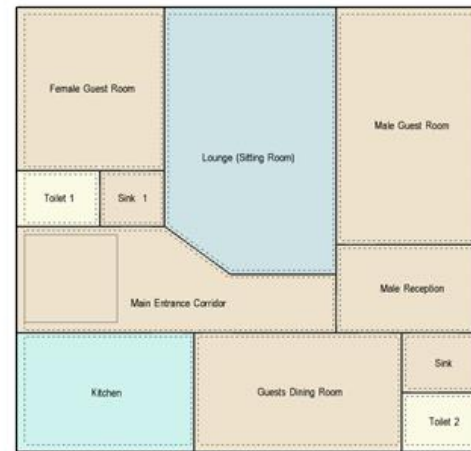 Female Guest Room
Male Guest Room
Lounge (Sitting Room)
Toilet 1
Sink 1
Male Reception
Main Entrance Corridor
Sink
Kitchen
Guests Dining Room
Toilet 2